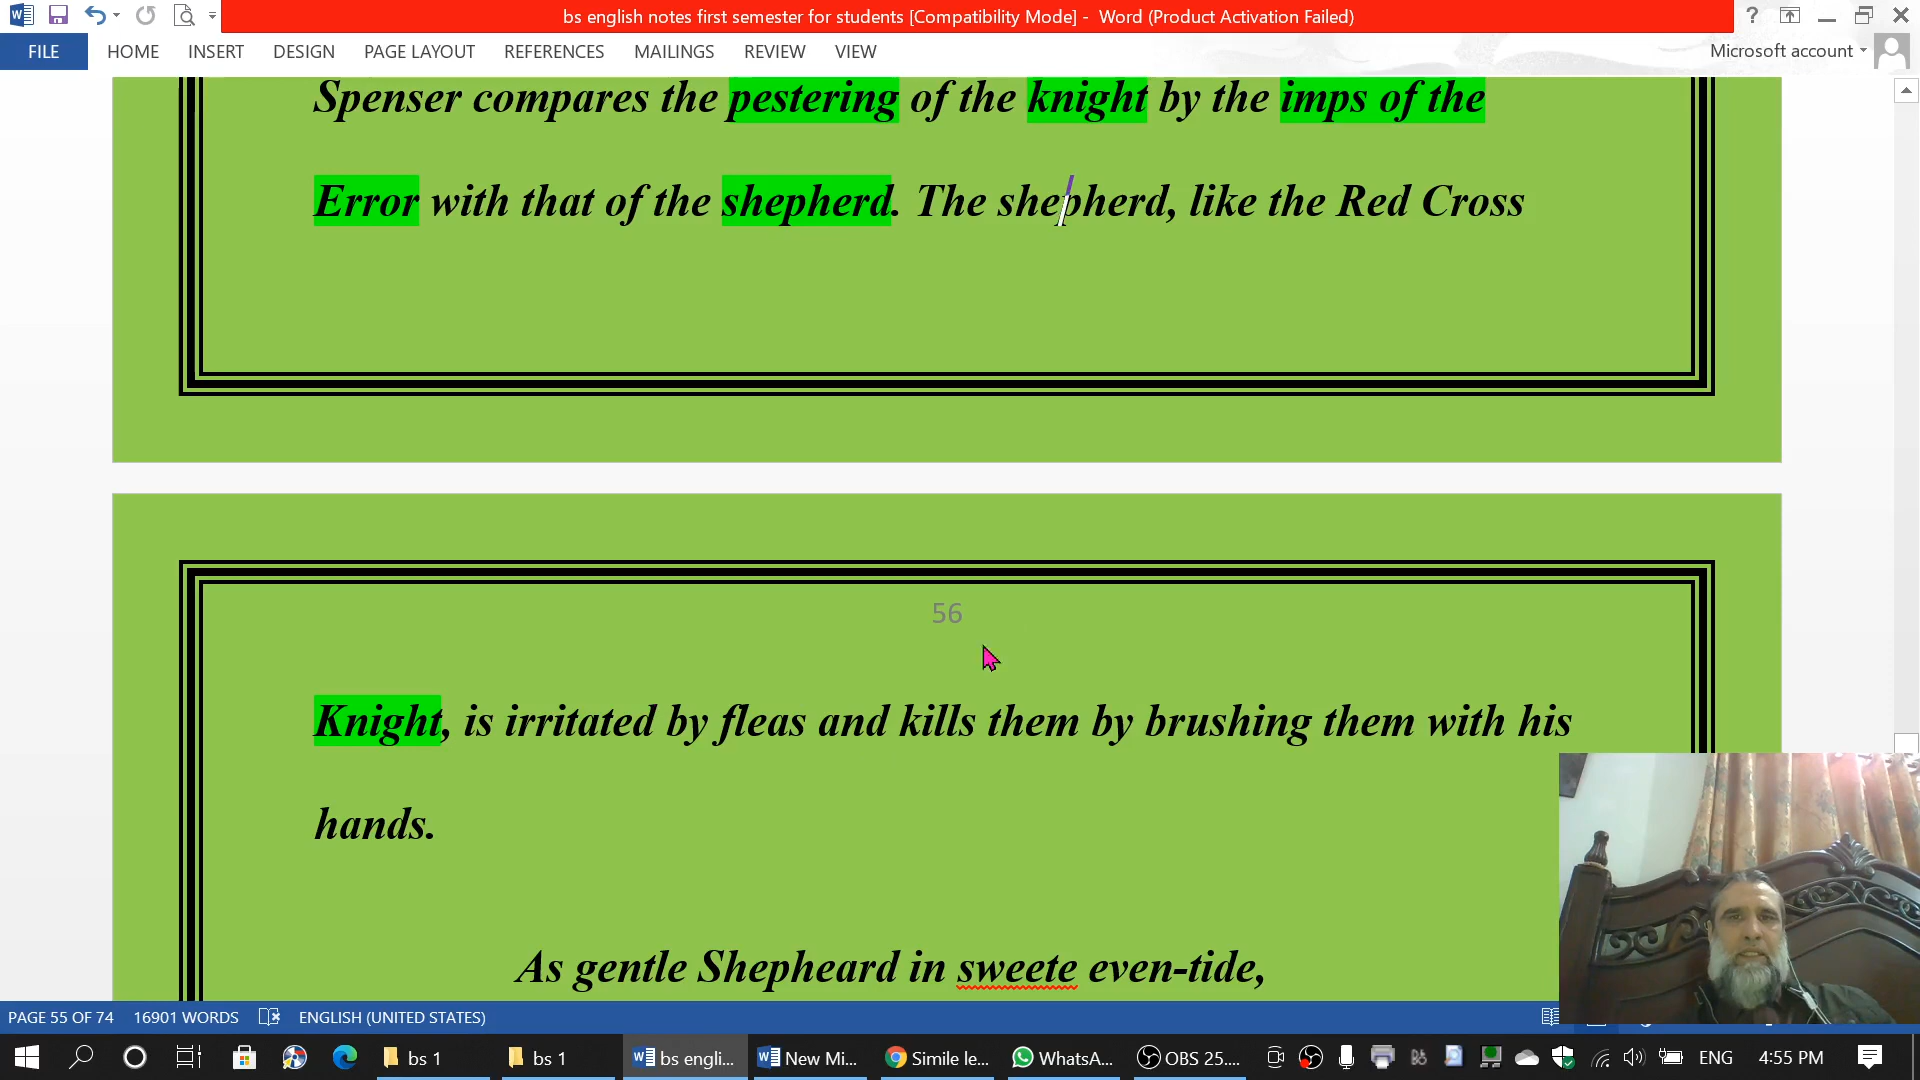 bs english notes first semester for students [Compatibility Mode] - Word (Product Activation Failed)
FILE HOME INSERT DESIGN PAGE LAYOUT REFERENCES MAILINGS REVIEW VIEW Microsoft account
Spenser compares the pestering of the knight by the imps of the
Error with that of the shepherd. The shepherd, like the Red Cross
56
Knight, is irritated by fleas and kills them by brushing them with his
hands.
As gentle Shepheard in sweete even-tide,
PAGE 55 OF 74 16901 WORDS ENGLISH (UNITED STATES)
bs 1 bs 1 bs engli... New Mi... Simile le... WhatsA... OBS 25.... ENG 4:55 PM